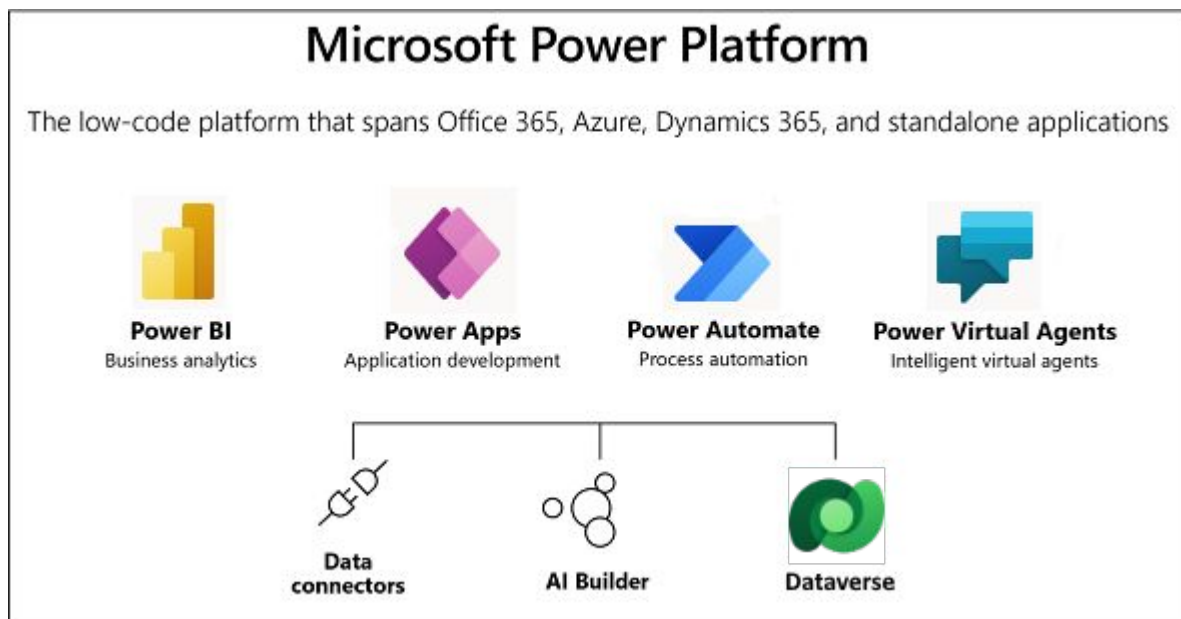 Microsoft Power Platform
The low-code platform that spans Office 365, Azure, Dynamics 365, and standalone applications
Power BI
Business analytics
Power Apps
Application development
Power Automate
Process automation
Power Virtual Agents
Intelligent virtual agents
Data
connectors
AI Builder
Dataverse